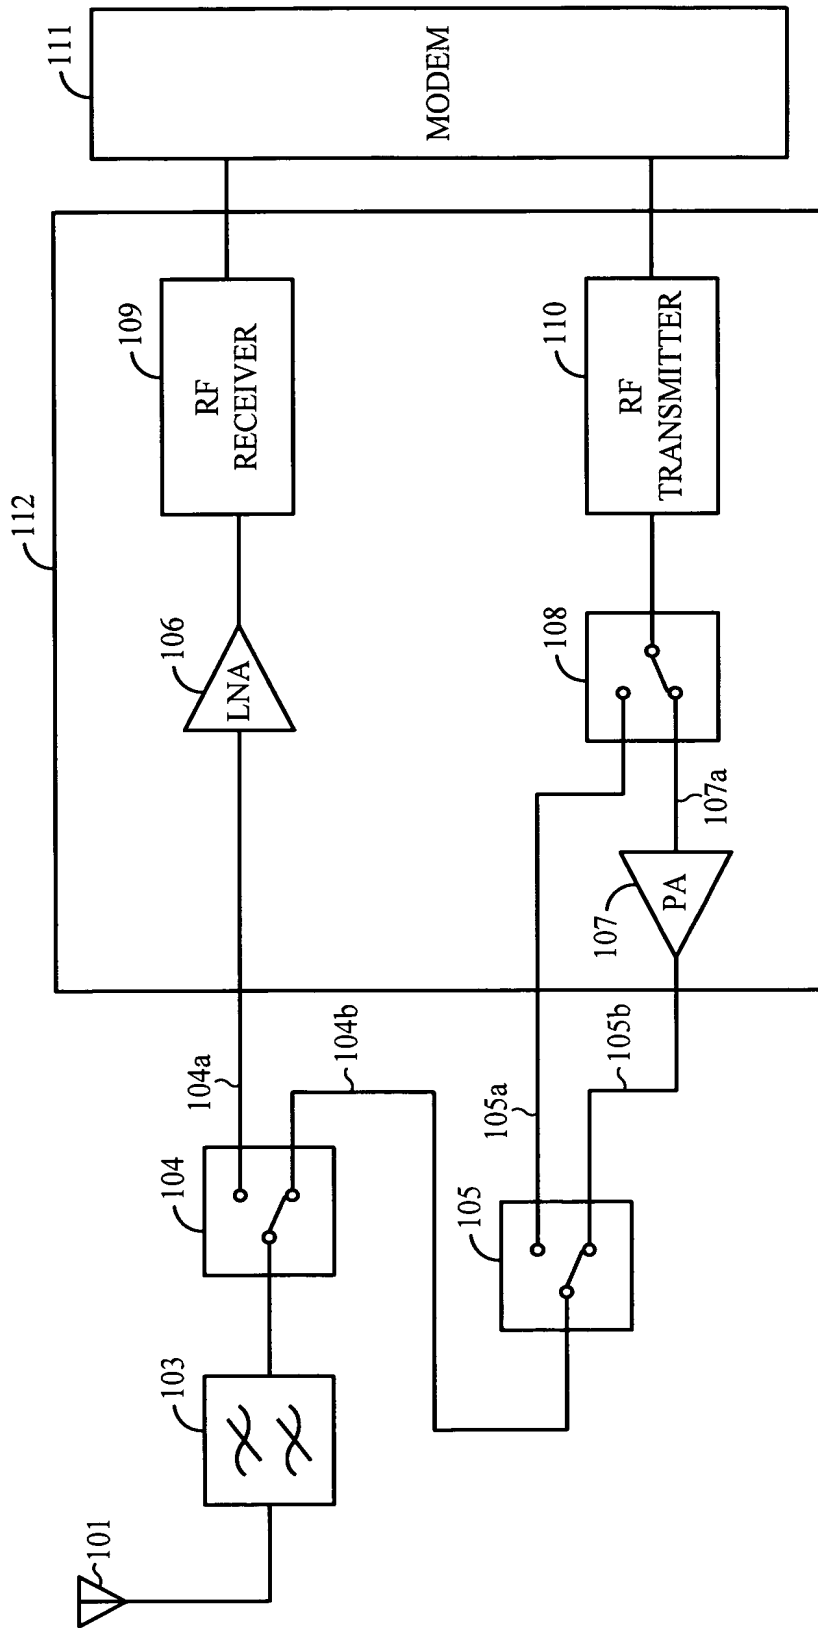 101
103
104
104a
104b
105
105a
105b
106
LNA
107
PA
107a
108
109
RF
RECEIVER
110
RF
TRANSMITTER
111
MODEM
112